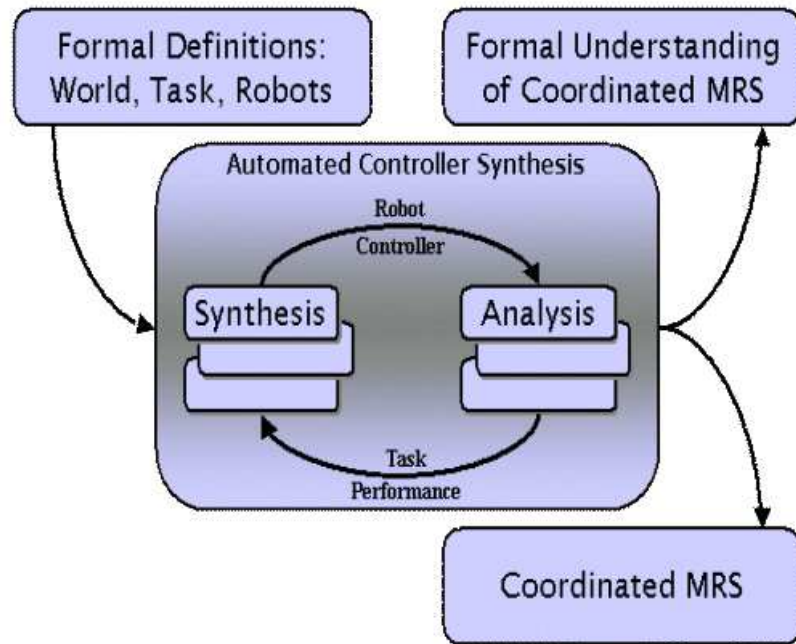 Formal Definitions:
World, Task, Robots
Formal Understanding
of Coordinated MRS
Automated Controller Synthesis
Robot
Controller
Synthesis
Analysis
Task
Performance
Coordinated MRS